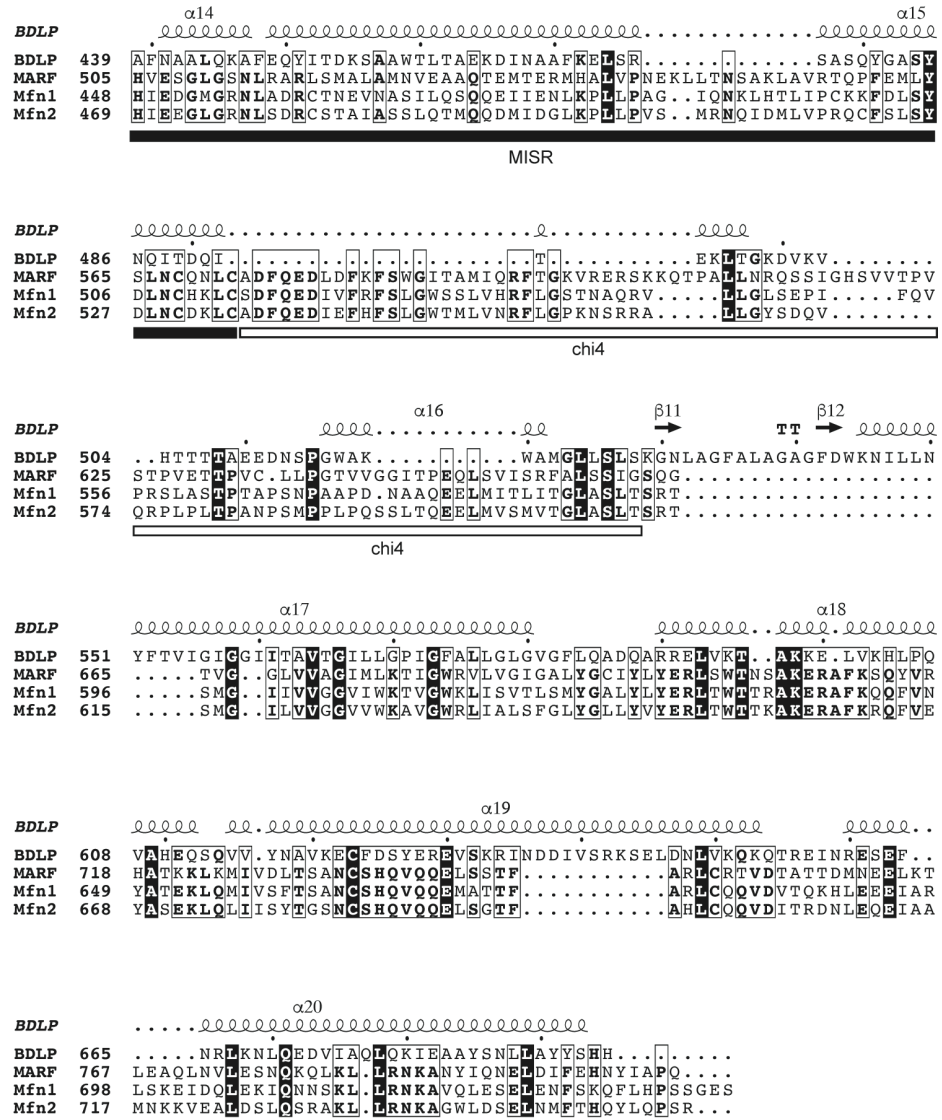 α14 α15
BDLP
BDLP 439 AFNAALQKAFEQYITDKSAAWTLTAEKDINAAFKELSR.............SASQYGASY
MARF 505 HVESGLGSNLRARLSMALAMNVEAAQTEMTERMHALVPNEKLLTNSAKLAVRTQPFEMLY
Mfn1 448 HIEDGMGRNLADRCTNEVNASILQSQQEIIENLKPLLPAG..IQNKLHTLIPCKKFDLSY
Mfn2 469 HIEEGLGRNLSDRCSTAIASSLQTMQQDMIDGLKPLLPVS..MRNQIDMLVPRQCFSLSY
MISR
BDLP
BDLP 486 NQITDQI.......................T...........EKLTGKDVKV........
MARF 565 SLNCQNLCADFQEDLDFKFSWGITAMIQRFTGKVRERSKKQTPALLNRQSSIGHSVVTPV
Mfn1 506 DLNCHKLCSDFQEDIVFRFSLGWSSLVHRFLGSTNAQRV.....LLGLSEPI.....FQV
Mfn2 527 DLNCDKLCADFQEDIEFHFSLGWTMLVNRFLGPKNSRRA.....LLGYSDQV........
chi4
α16 β11 β12
BDLP TT
BDLP 504 ..HTTTTTAEEDNSPGWAK...........WAMGLLSLSKGNLAGFALAGAGFDWKNILLN
MARF 625 STPVETTPVC.LLPGTVVGGITPEQLSVISRFALSSIGSQG....................
Mfn1 556 PRSLASTPTAPSNPAAPD.NAAQEELMITLITGLASLTSRT...................
Mfn2 574 QRPLPLTPANPSMPPLPQSSLTQEELMVSMVTGLASLTSRT...................
chi4
α17 α18
BDLP
BDLP 551 YFTVIGIGGIITAVTGILLGPIGFALLGLGVGFLQADQARRELVKT..AKKE.LVKHLPQ
MARF 665 .....TVG..GLVVAGIMLKTIGWRVLVGIGALYGCIYLYERLSWTNSAKERAFKSQYVR
Mfn1 596 .....SMG..IIVVGGVIWKTVGWKLISVTLSMYGALYLYERLTWTTRAKERAFKQQFVN
Mfn2 615 .....SMG..ILVVGGVVWKAVGWRLIALSFGLYGLLYVYERLTWTTKAKERAFKRQFVE
α19
BDLP
BDLP 608 VAHEQSQVV.YNAVKECFDSYEREVSKRINDDIVSRKSELDNLVKQKQTREINRESEF..
MARF 718 HATKKLKMIVDLTSANCSHQVQQELSSTF...........ARLCRTVDTATTDMNEELKT
Mfn1 649 YATEKLQMIVSFTSANCSHQVQQEMATTF...........ARLCQQVDVTQKHLEEEIAR
Mfn2 668 YASEKLQLIISYTGSNCSHQVQQELSGTF...........AHLCQQVDITRDNLEQEIAA
α20
BDLP
BDLP 665 .....NRLKNLQEDVIAQLQKIEAAYSNLLAYYSHH...P.....
MARF 767 LEAQLNVLESNQKQLKL.LRNKANYIQNELDIFEHNYIAPQ....
Mfn1 698 LSKEIDQLEKIQNNSKL.LRNKAVQLESELENFSKQFLHPSSGES
Mfn2 717 MNKKVEALDSLQSRAKL.LRNKAGWLDSELNMFTHQYLQPSR...